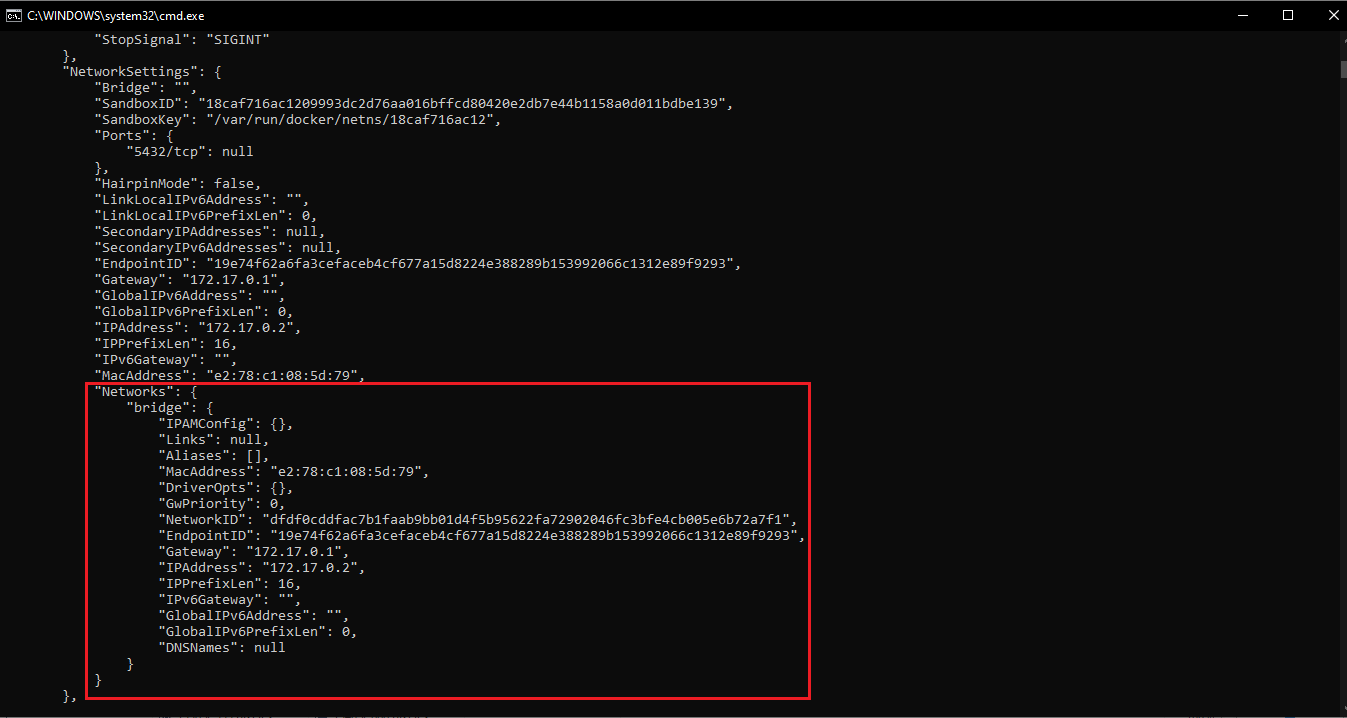 C:\WINDOWS\system32\cmd.exe
"StopSignal": "SIGINT"
},
"NetworkSettings": {
"Bridge": "",
"SandboxID": "18caf716ac1209993dc2d76aa016bffcd80420e2db7e44b1158a0d011bdbe139",
"SandboxKey": "/var/run/docker/netns/18caf716ac12",
"Ports": {
"5432/tcp": null
},
"HairpinMode": false,
"LinkLocalIPv6Address": "",
"LinkLocalIPv6PrefixLen": 0,
"SecondaryIPAddresses": null,
"SecondaryIPv6Addresses": null,
"EndpointID": "19e74f62a6fa3cefaceb4cf677a15d8224e388289b153992066c1312e89f9293",
"Gateway": "172.17.0.1",
"GlobalIPv6Address": "",
"GlobalIPv6PrefixLen": 0,
"IPAddress": "172.17.0.2",
"IPPrefixLen": 16,
"IPv6Gateway": "",
"MacAddress": "e2:78:c1:08:5d:79",
"Networks": {
"bridge": {
"IPAMConfig": {},
"Links": null,
"Aliases": [],
"MacAddress": "e2:78:c1:08:5d:79",
"DriverOpts": {},
"GwPriority": 0,
"NetworkID": "dfdf0cddfac7b1faab9bb01d4f5b95622fa72902046fc3bfe4cb005e6b72a7f1",
"EndpointID": "19e74f62a6fa3cefaceb4cf677a15d8224e388289b153992066c1312e89f9293",
"Gateway": "172.17.0.1",
"IPAddress": "172.17.0.2",
"IPPrefixLen": 16,
"IPv6Gateway": "",
"GlobalIPv6Address": "",
"GlobalIPv6PrefixLen": 0,
"DNSNames": null
}
}
},